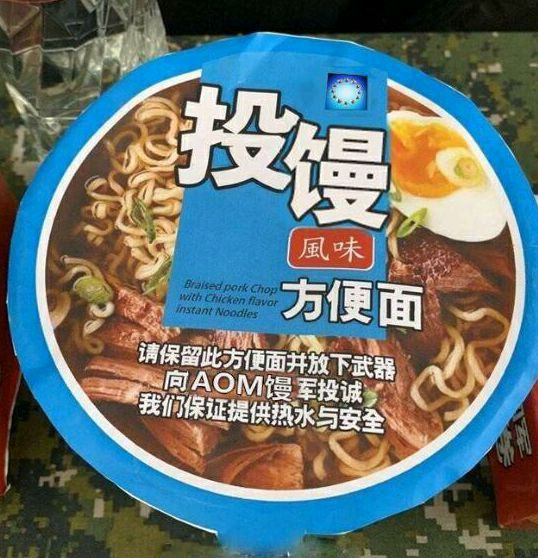 投馒
風味
Braised pork Chop
with Chicken flavor
instant Noodles
方便面
请保留此方便面并放下武器
向AOM馒军投诚
我们保证提供热水与安全